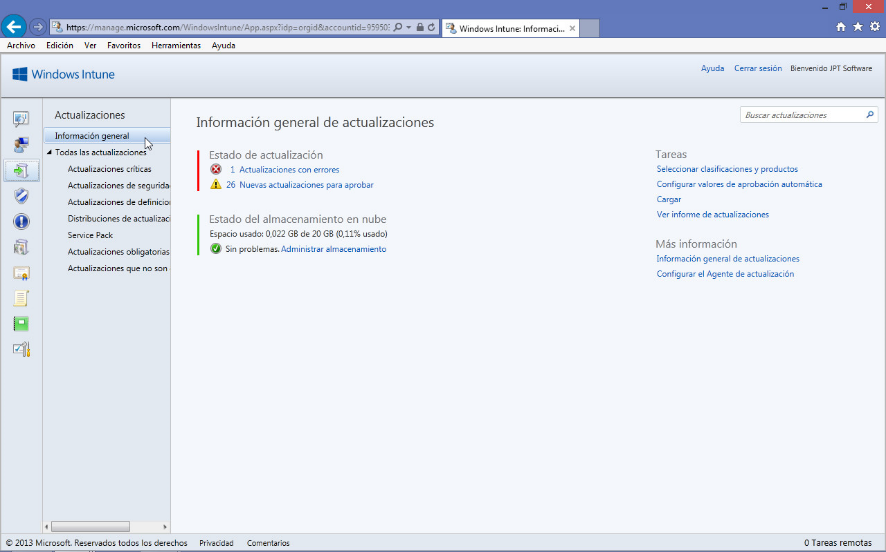 https://manage.microsoft.com/WindowsIntune/App.aspx?idp=orgid&accountid=95950
Windows Intune: Informaci...
Archivo Edición Ver Favoritos Herramientas Ayuda
Windows Intune
Ayuda Cerrar sesión Bienvenido JPT Software
Actualizaciones
Información general
Todas las actualizaciones
Actualizaciones críticas
Actualizaciones de segurida
Actualizaciones de definicio
Distribuciones de actualizac
Service Pack
Actualizaciones obligatorias
Actualizaciones que no son
Información general de actualizaciones
Buscar actualizaciones
Estado de actualización
1 Actualizaciones con errores
26 Nuevas actualizaciones para aprobar
Estado del almacenamiento en nube
Espacio usado: 0,022 GB de 20 GB (0,11% usado)
Sin problemas. Administrar almacenamiento
Tareas
Seleccionar clasificaciones y productos
Configurar valores de aprobación automática
Cargar
Ver informe de actualizaciones
Más información
Información general de actualizaciones
Configurar el Agente de actualización
© 2013 Microsoft. Reservados todos los derechos Privacidad Comentarios
0 Tareas remotas